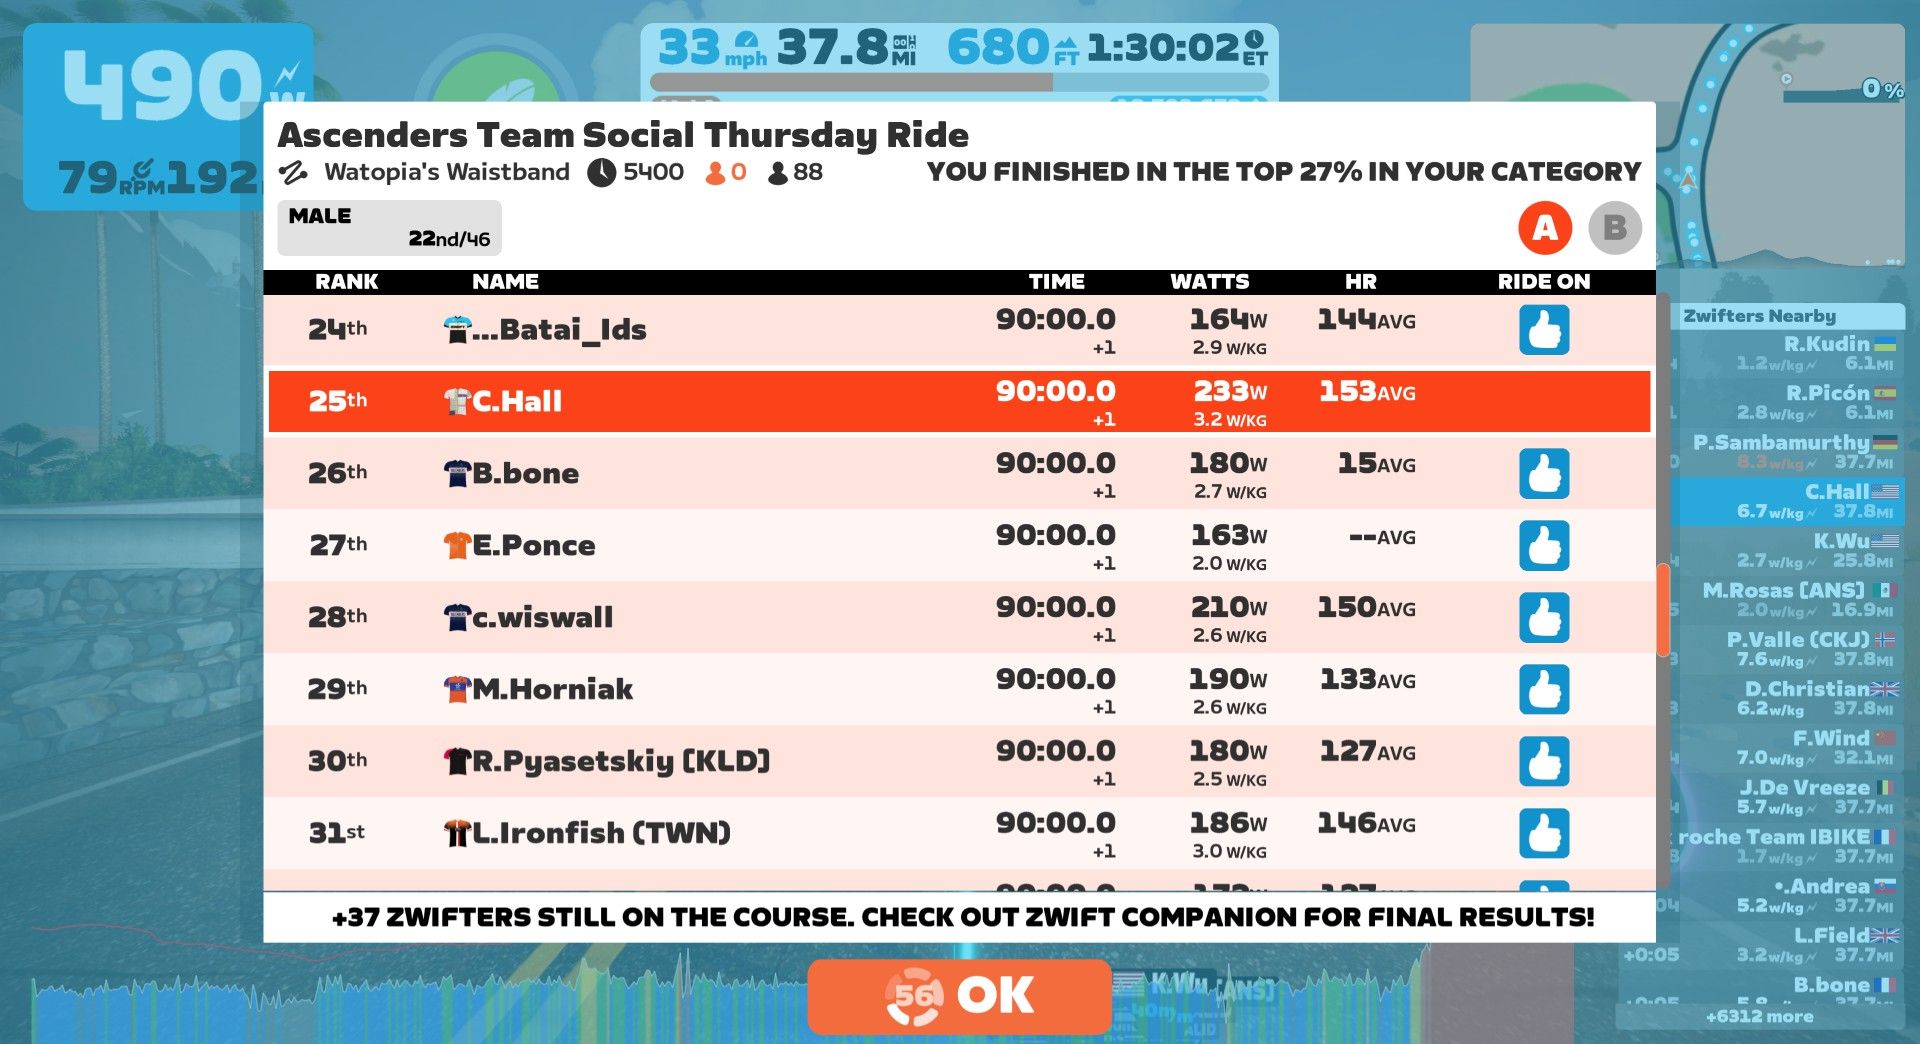 490 W
79 RPM 192
33 mph 37.8 MI 680 FT 1:30:02 ET
0%
Ascenders Team Social Thursday Ride
Watopia's Waistband 5400 0 88
YOU FINISHED IN THE TOP 27% IN YOUR CATEGORY
MALE
22nd/46
A B
RANK NAME TIME WATTS HR RIDE ON
24th ...Batai_lds 90:00.0 164W 144AVG
+1 2.9 W/KG
25th C.Hall 90:00.0 233W 153AVG
+1 3.2 W/KG
26th B.bone 90:00.0 180W 15AVG
+1 2.7 W/KG
27th E.Ponce 90:00.0 163W --AVG
+1 2.0 W/KG
28th c.wiswall 90:00.0 210W 150AVG
+1 2.6 W/KG
29th M.Horniak 90:00.0 190W 133AVG
+1 2.6 W/KG
30th R.Pyasetskiy (KLD) 90:00.0 180W 127AVG
+1 2.5 W/KG
31st L.Ironfish (TWN) 90:00.0 186W 146AVG
+1 3.0 W/KG
+37 ZWIFTERS STILL ON THE COURSE. CHECK OUT ZWIFT COMPANION FOR FINAL RESULTS!
56 OK
K.Wu
Zwifters Nearby
R.Kudin
1.2w/kg 6.1MI
R.Picón
2.8w/kg 6.1MI
P.Sambamurthy
8.3w/kg 37.7MI
C.Hall
6.7w/kg 37.8MI
K.Wu
2.7w/kg 25.8MI
M.Rosas (ANS)
2.0w/kg 16.9MI
P.Valle (CKJ)
7.6w/kg 37.8MI
D.Christian
6.2w/kg 37.8MI
F.Wind
7.0w/kg 32.1MI
J.De Vreeze
5.7w/kg 37.7MI
roche Team IBIKE
1.7w/kg 37.7MI
•.Andrea
5.2w/kg 37.7MI
L.Field
+0:05 3.2w/kg 37.7MI
B.bone
+6312 more